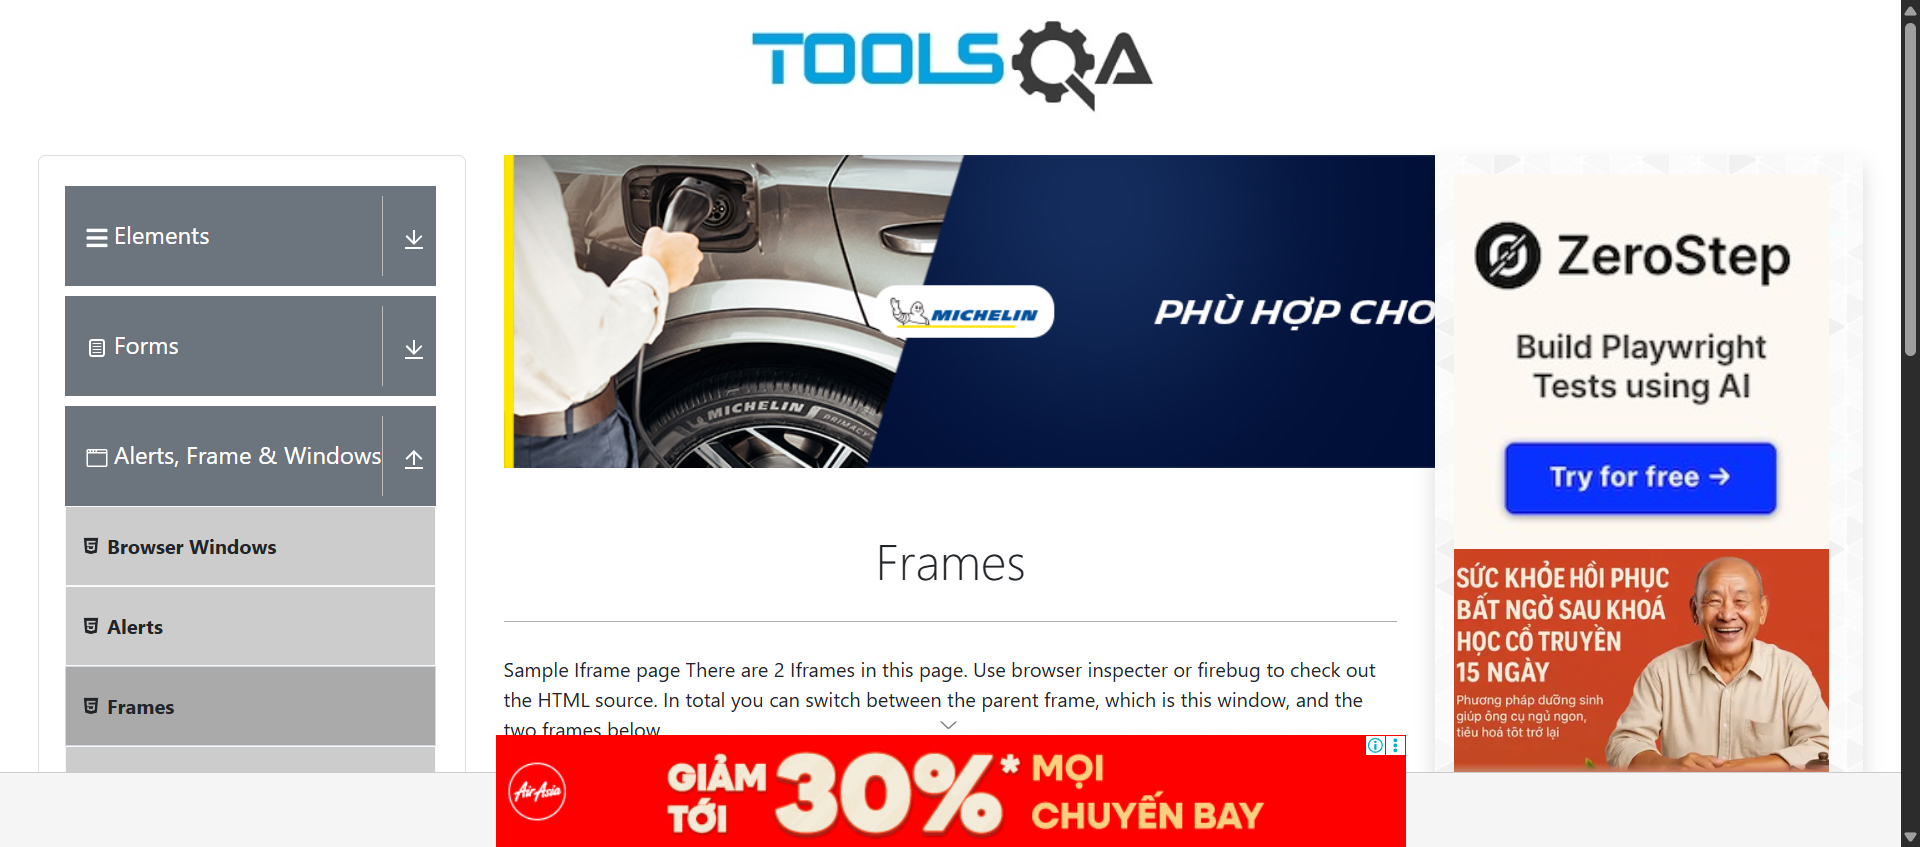 TOOLSQA
Elements
Forms
Alerts, Frame & Windows
Browser Windows
Alerts
Frames
MICHELIN
PHÙ HỢP CHO
MICHELIN PRIMACY
Frames
Sample Iframe page There are 2 Iframes in this page. Use browser inspecter or firebug to check out
the HTML source. In total you can switch between the parent frame, which is this window, and the
two frames below
ZeroStep
Build Playwright
Tests using AI
Try for free →
SỨC KHỎE HỒI PHỤC
BẤT NGỜ SAU KHOÁ
HỌC CỔ TRUYỀN
15 NGÀY
Phương pháp dưỡng sinh
giúp ông cụ ngủ ngon,
tiêu hoá tốt trở lại
AirAsia
GIẢM
TỚI
30%*
MỌI
CHUYẾN BAY